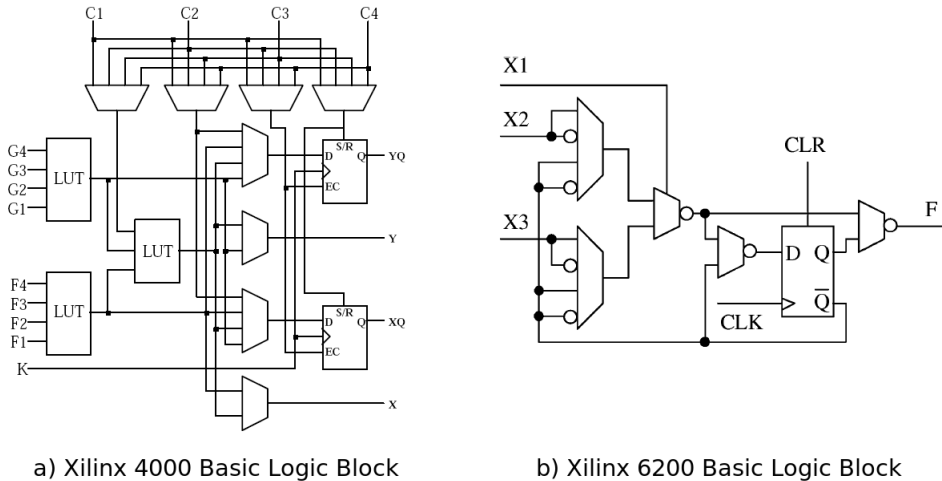 C1 C2 C3 C4
G4
G3
G2
G1
LUT
LUT
F4
F3
F2
F1
LUT
K
S/R
D Q YQ
EC
Y
S/R
D Q XQ
EC
X
a) Xilinx 4000 Basic Logic Block
X1
X2
X3
CLR
F
D Q
Q
CLK
b) Xilinx 6200 Basic Logic Block